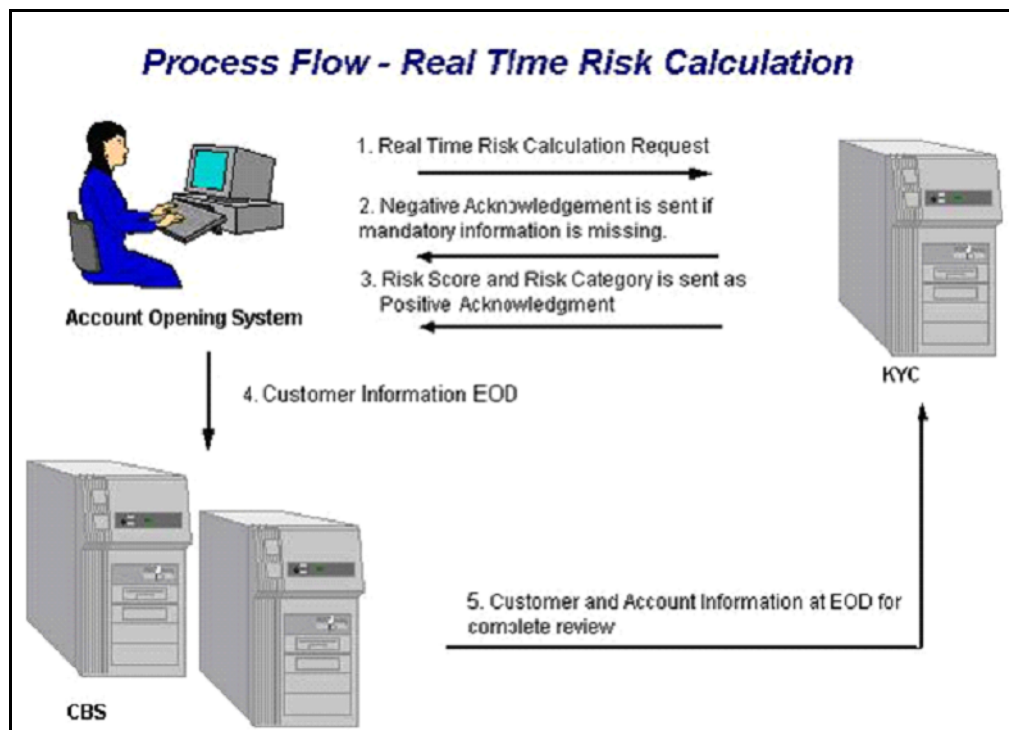 Process Flow - Real Time Risk Calculation
1. Real Time Risk Calculation Request
2. Negative Acknowledgement is sent if
mandatory information is missing.
3. Risk Score and Risk Category is sent as
Positive Acknowledgment
Account Opening System
KYC
4. Customer Information EOD
5. Customer and Account Information at EOD for
complete review
CBS